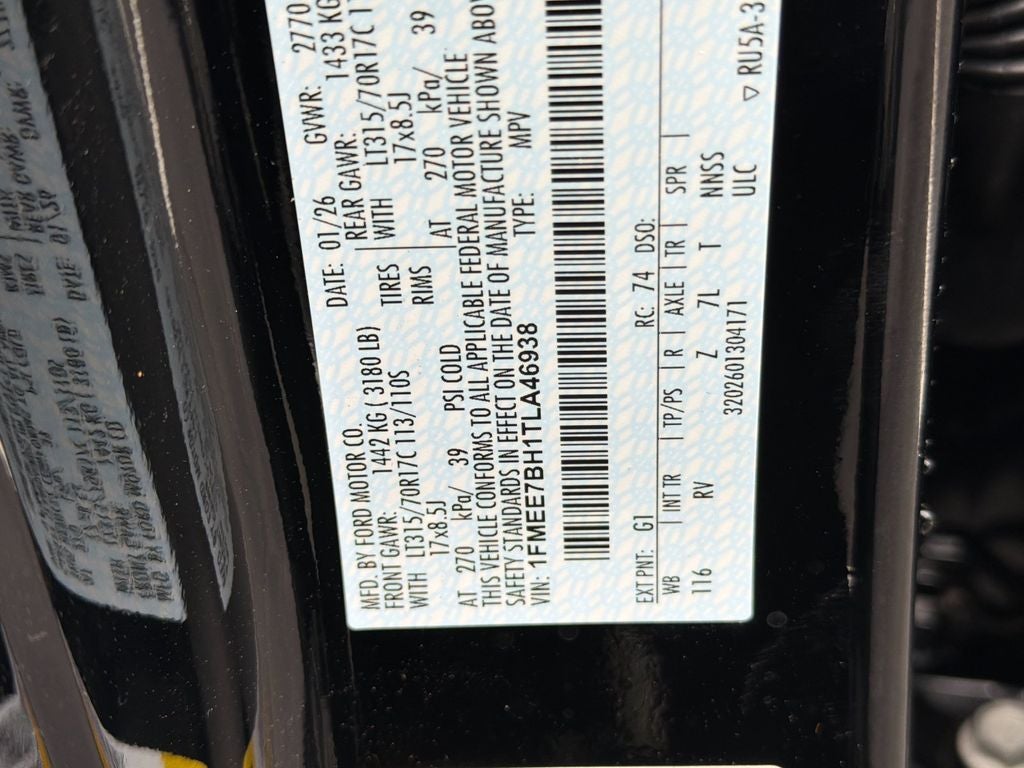 MFD. BY FORD MOTOR CO.
DATE: 01/26 GVWR: 2770
FRONT GAWR: 1442 KG ( 3180 LB) REAR GAWR: 1433 KG
WITH LT315/70R17C 113/110S TIRES WITH LT315/70R17C
17x8.5J RIMS 17x8.5J
AT 270 kPa/ 39 PSI COLD AT 270 kPa/ 39
THIS VEHICLE CONFORMS TO ALL APPLICABLE FEDERAL MOTOR VEHICLE
SAFETY STANDARDS IN EFFECT ON THE DATE OF MANUFACTURE SHOWN ABOV
VIN: 1FMEE7BH1TLA46938 TYPE: MPV
EXT PNT: G1 RC: 74 DSO:
WB INT TR TP/PS R AXLE TR SPR
116 RV Z 7L T NNSS
320260130417​1 ULC
▽ RU5A-3